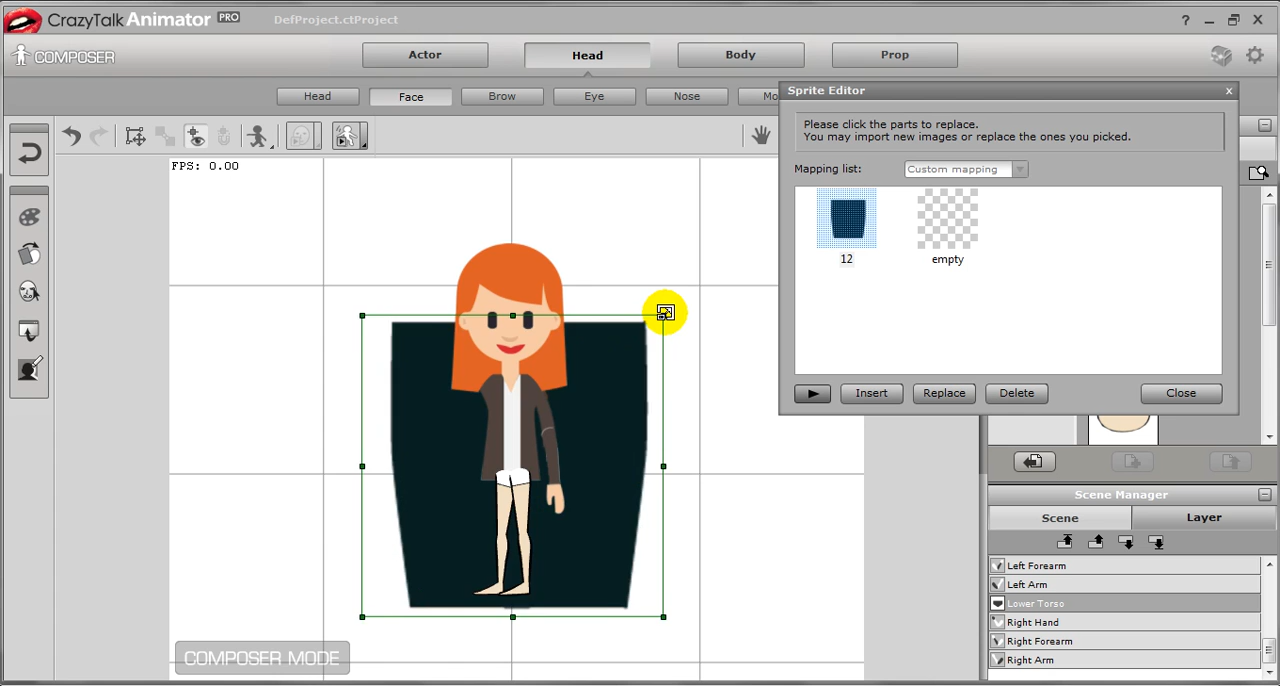 CrazyTalk Animator PRO
DefProject.ctProject
COMPOSER
Actor
Head
Body
Prop
Head
Face
Brow
Eye
Nose
Mo
Sprite Editor
Please click the parts to replace.
You may import new images or replace the ones you picked.
FPS: 0.00
Mapping list:
Custom mapping
12
empty
Insert
Replace
Delete
Close
Scene Manager
Scene
Layer
Left Forearm
Left Arm
Lower Torso
Right Hand
Right Forearm
Right Arm
COMPOSER MODE